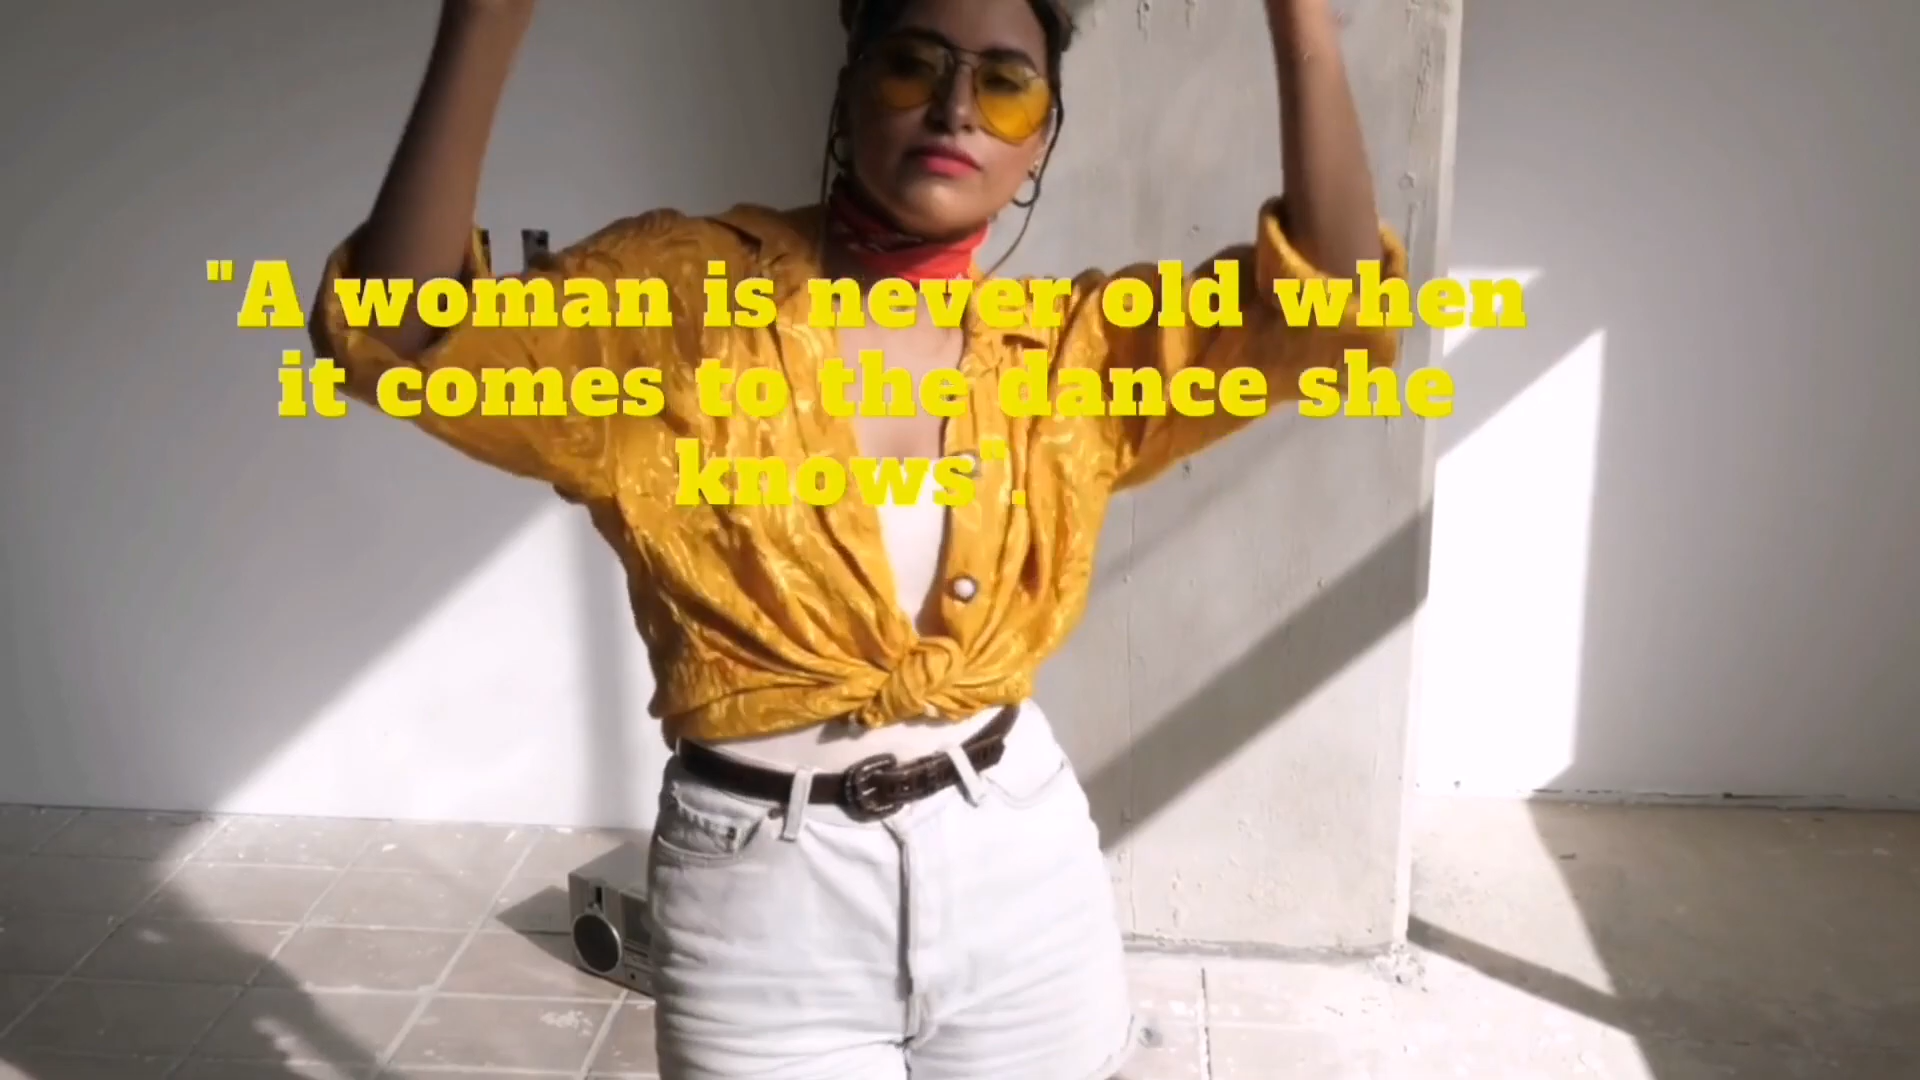 "A woman is never old when
it comes to the dance she
knows".